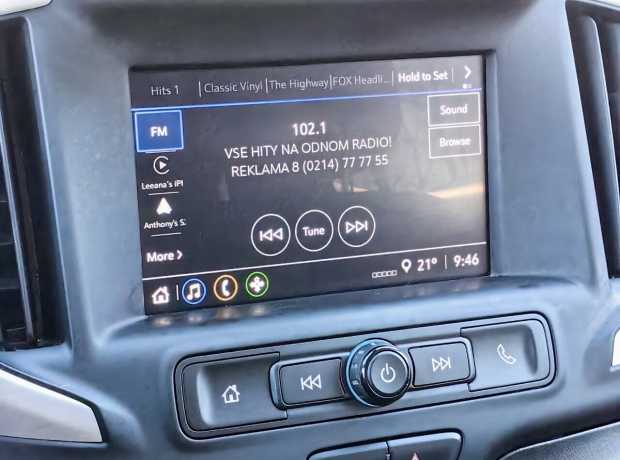 Hits 1 Classic Vinyl The Highway FOX Headli... Hold to Set
FM
102.1
VSE HITY NA ODNOM RADIO!
REKLAMA 8 (0214) 77 77 55
Sound
Browse
Leeana's iPl
Anthony's S.
More
Tune
21° 9:46